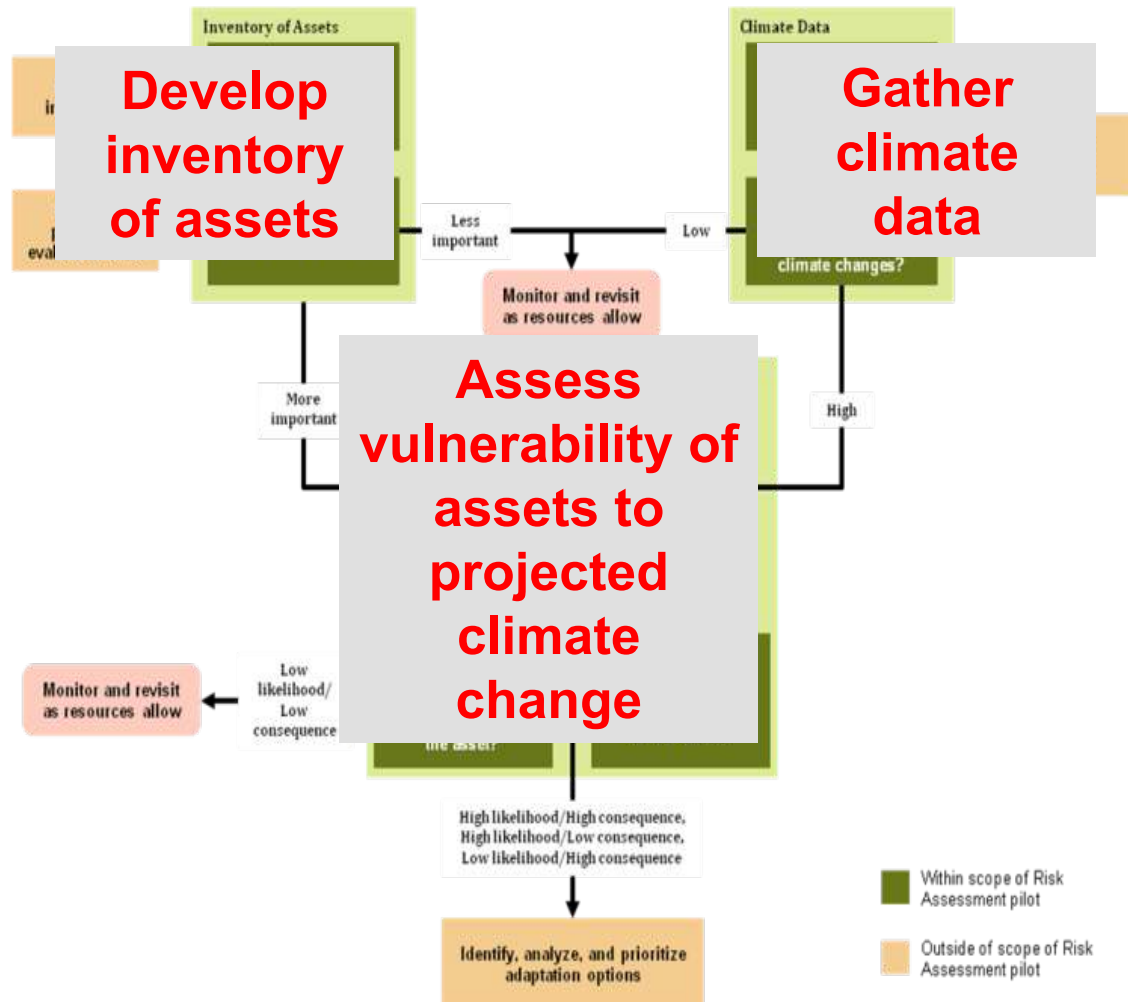 Inventory of Assets
Climate Data
Develop
inventory
of assets
Gather
climate
data
Less
important
Low
climate changes?
Monitor and revisit
as resources allow
More
important
High
Assess
vulnerability of
assets to
projected
climate
change
Low
likelihood/
Low
consequence
Monitor and revisit
as resources allow
the asset?
High likelihood/High consequence,
High likelihood/Low consequence,
Low likelihood/High consequence
Identify, analyze, and prioritize
adaptation options
Within scope of Risk
Assessment pilot
Outside of scope of Risk
Assessment pilot